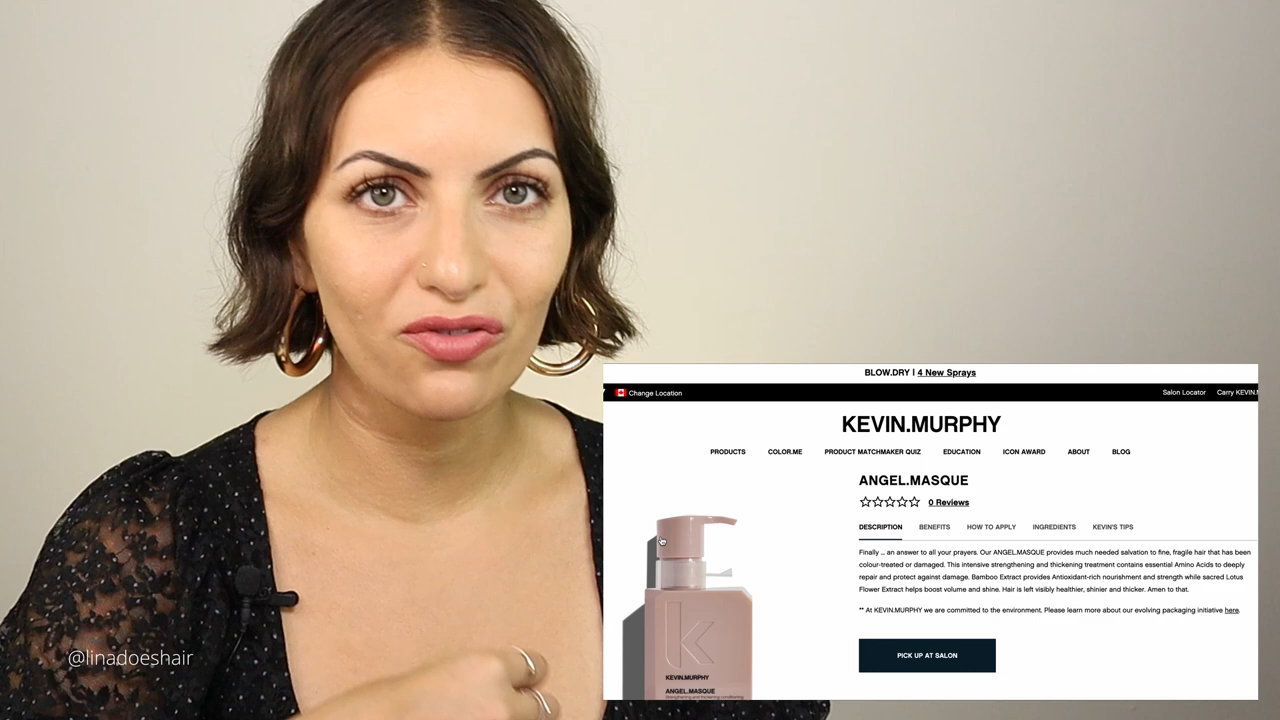 BLOW.DRY | 4 New Sprays
Change Location
Salon Locator
Carry KEVIN.
KEVIN.MURPHY
PRODUCTS
COLOR.ME
PRODUCT MATCHMAKER QUIZ
EDUCATION
ICON AWARD
ABOUT
BLOG
ANGEL.MASQUE
0 Reviews
DESCRIPTION
BENEFITS
HOW TO APPLY
INGREDIENTS
KEVIN'S TIPS
Finally ... an answer to all your prayers. Our ANGEL.MASQUE provides much needed salvation to fine, fragile hair that has been
colour-treated or damaged. This intensive strengthening and thickening treatment contains essential Amino Acids to deeply
repair and protect against damage. Bamboo Extract provides Antioxidant-rich nourishment and strength while sacred Lotus
Flower Extract helps boost volume and shine. Hair is left visibly healthier, shinier and thicker. Amen to that.
** At KEVIN.MURPHY we are committed to the environment. Please learn more about our evolving packaging initiative here.
PICK UP AT SALON
k
KEVIN.MURPHY
ANGEL.MASQUE
Strengthening and thickening conditioning
@linadoeshair